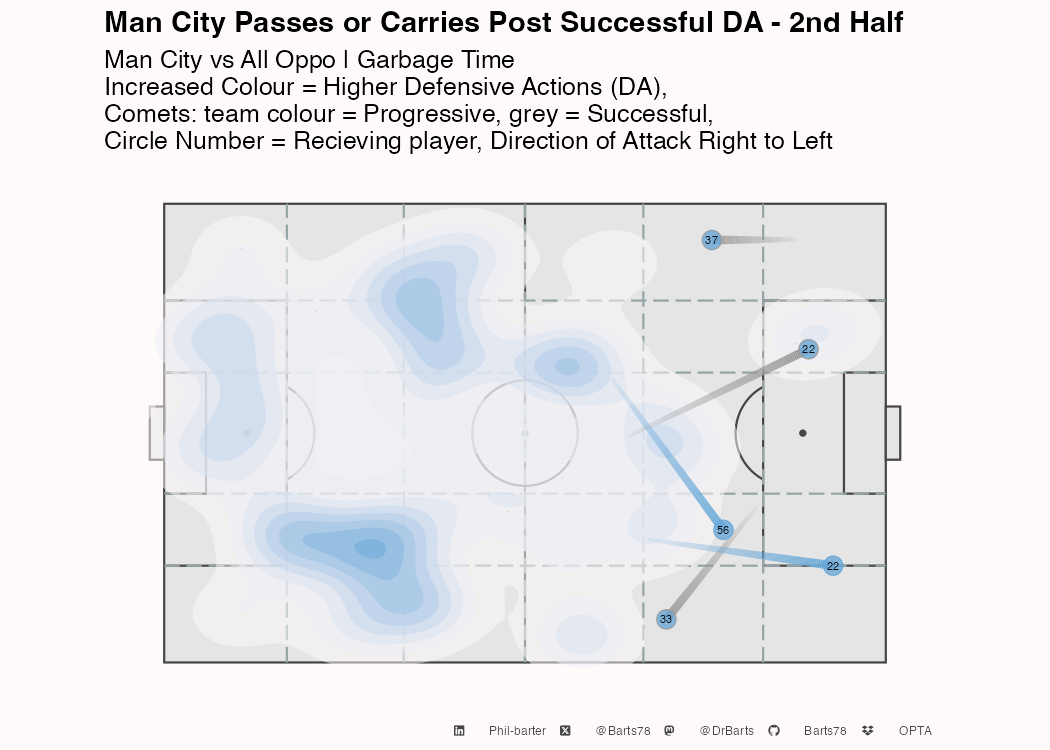 Man City Passes or Carries Post Successful DA - 2nd Half
Man City vs All Oppo | Garbage Time
Increased Colour = Higher Defensive Actions (DA),
Comets: team colour = Progressive, grey = Successful,
Circle Number = Recieving player, Direction of Attack Right to Left
37
22
56
22
33
Phil-barter @Barts78 @DrBarts Barts78 OPTA